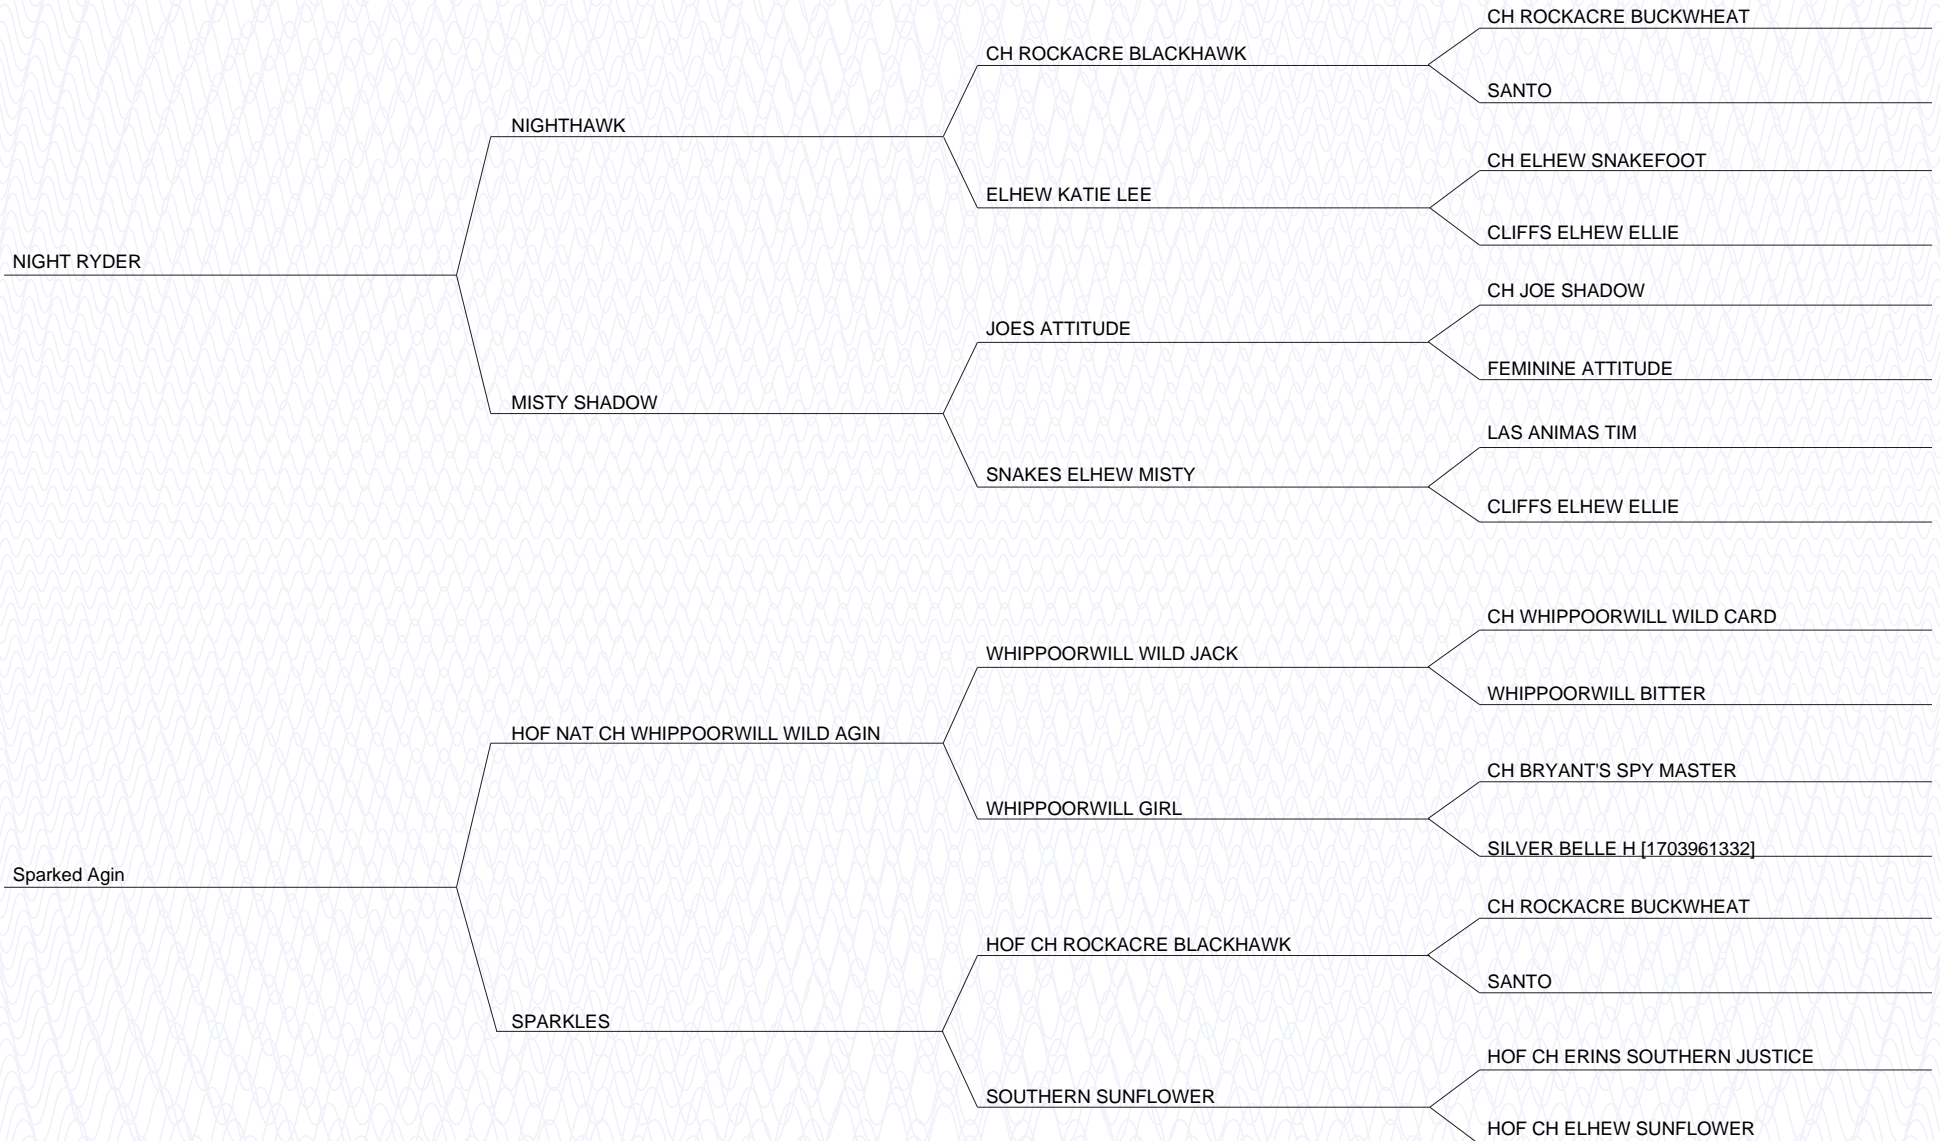 CH ROCKACRE BUCKWHEAT
CH ROCKACRE BLACKHAWK
SANTO
NIGHTHAWK
CH ELHEW SNAKEFOOT
ELHEW KATIE LEE
CLIFFS ELHEW ELLIE
NIGHT RYDER
CH JOE SHADOW
JOES ATTITUDE
FEMININE ATTITUDE
MISTY SHADOW
LAS ANIMAS TIM
SNAKES ELHEW MISTY
CLIFFS ELHEW ELLIE
CH WHIPPOORWILL WILD CARD
WHIPPOORWILL WILD JACK
WHIPPOORWILL BITTER
HOF NAT CH WHIPPOORWILL WILD AGIN
CH BRYANT'S SPY MASTER
WHIPPOORWILL GIRL
SILVER BELLE H [1703961332]
Sparked Agin
CH ROCKACRE BUCKWHEAT
HOF CH ROCKACRE BLACKHAWK
SANTO
SPARKLES
HOF CH ERINS SOUTHERN JUSTICE
SOUTHERN SUNFLOWER
HOF CH ELHEW SUNFLOWER